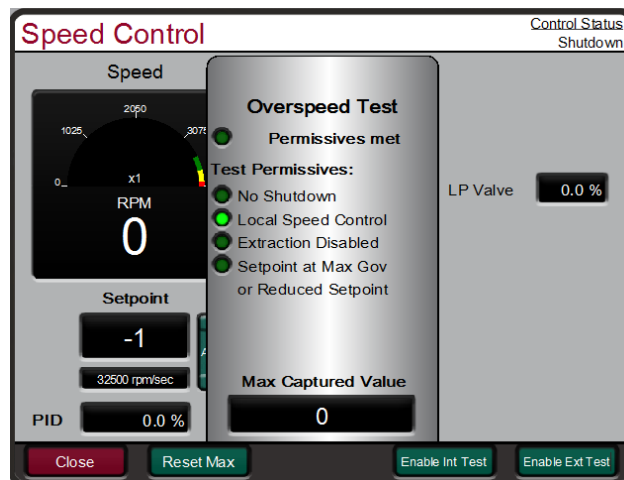 Speed Control
Control Status
Shutdown
Speed
2050
1025
3075
0
x1
RPM
0
Setpoint
-1
32500 rpm/sec
PID
0.0 %
Overspeed Test
Permissives met
Test Permissives:
No Shutdown
Local Speed Control
Extraction Disabled
Setpoint at Max Gov
or Reduced Setpoint
Max Captured Value
0
LP Valve
0.0 %
Close
Reset Max
Enable Int Test
Enable Ext Test